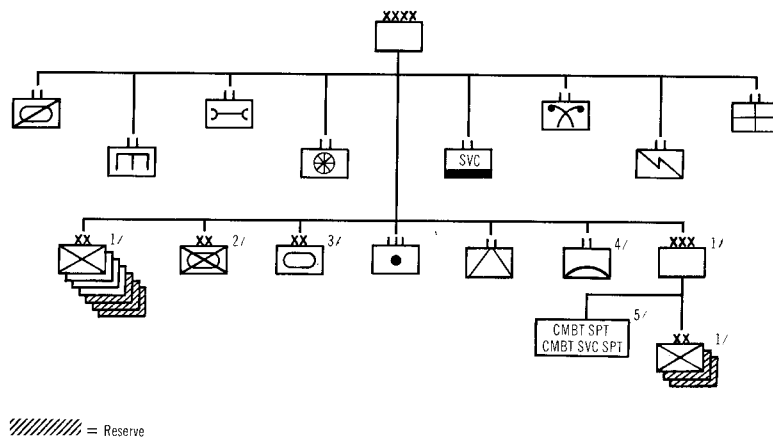 XXXX
SVC
XX 1/
XX 2/
XX 3/
4/
XXX 1/
CMBT SPT
CMBT SVC SPT
5/
XX 1/
= Reserve